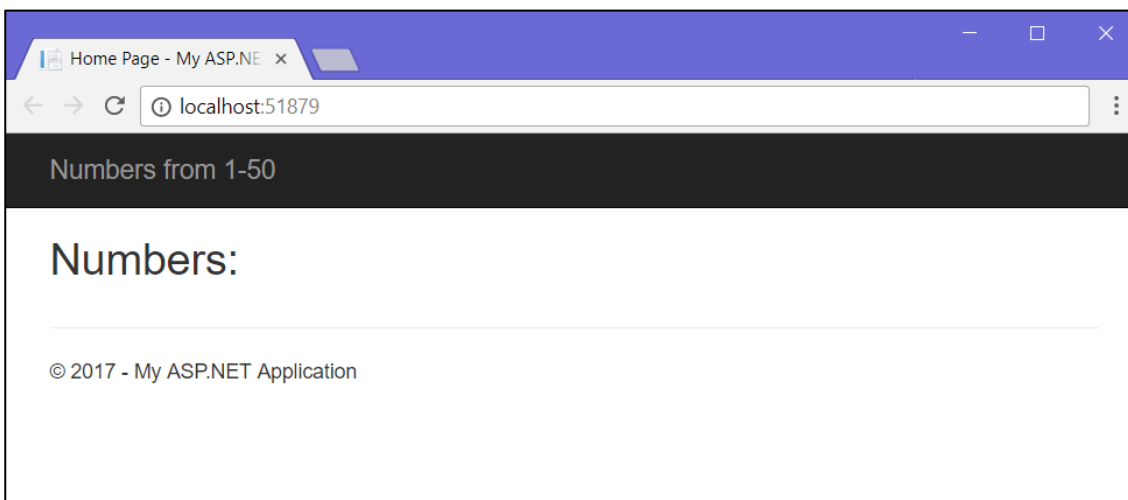 Home Page - My ASP.NE
localhost:51879
Numbers from 1-50
Numbers:
© 2017 - My ASP.NET Application